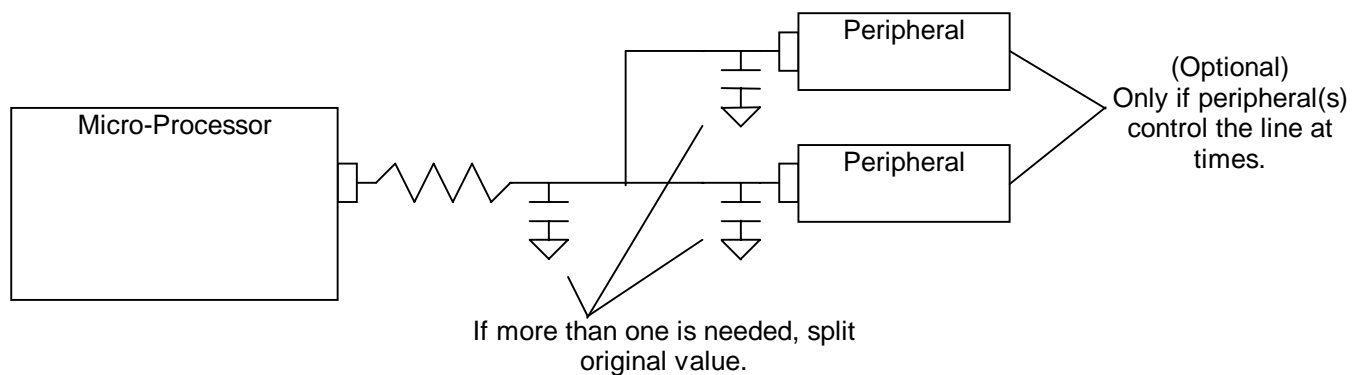 Peripheral
(Optional)
Only if peripheral(s)
control the line at
times.
Micro-Processor
Peripheral
If more than one is needed, split
original value.